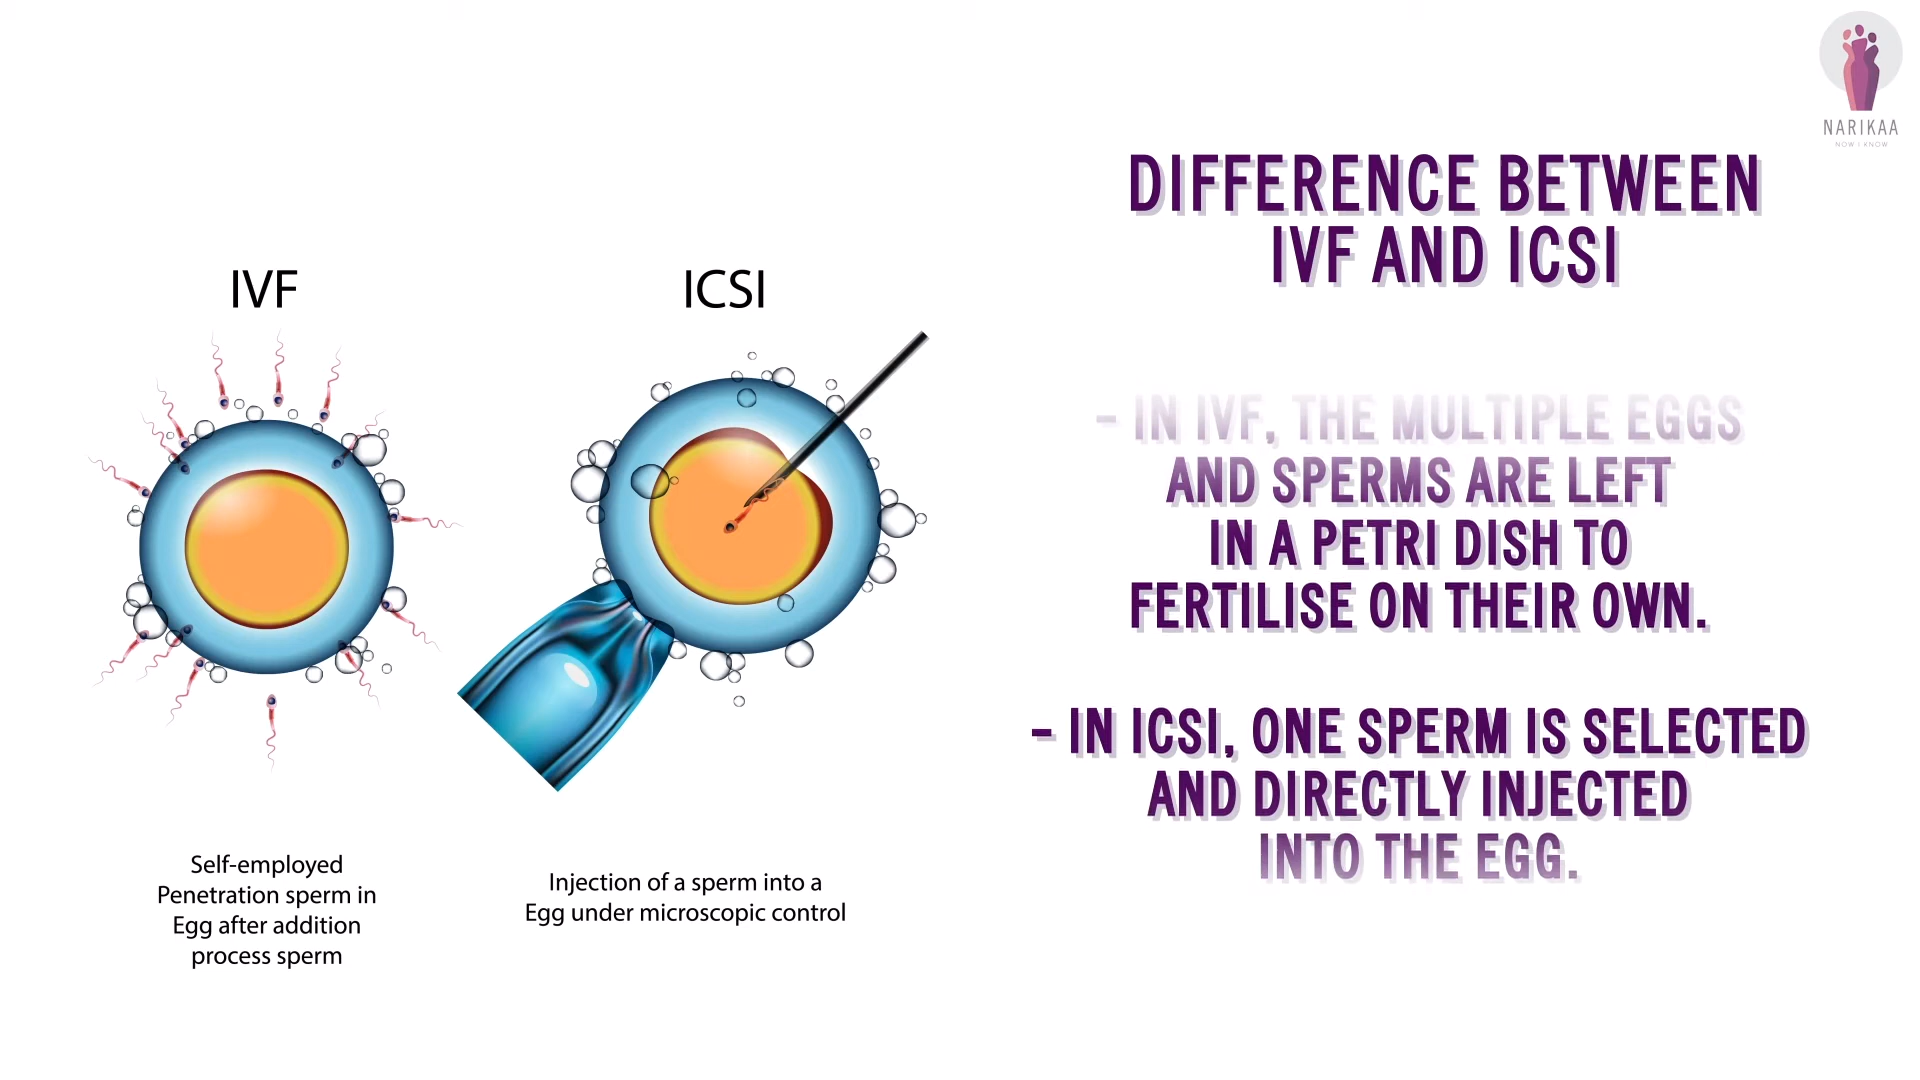 NARIKAA
NOW I KNOW
DIFFERENCE BETWEEN
IVF AND ICSI
IVF
ICSI
- IN IVF, THE MULTIPLE EGGS
AND SPERMS ARE LEFT
IN A PETRI DISH TO
FERTILISE ON THEIR OWN.
- IN ICSI, ONE SPERM IS SELECTED
AND DIRECTLY INJECTED
INTO THE EGG.
Self-employed
Penetration sperm in
Egg after addition
process sperm
Injection of a sperm into a
Egg under microscopic control